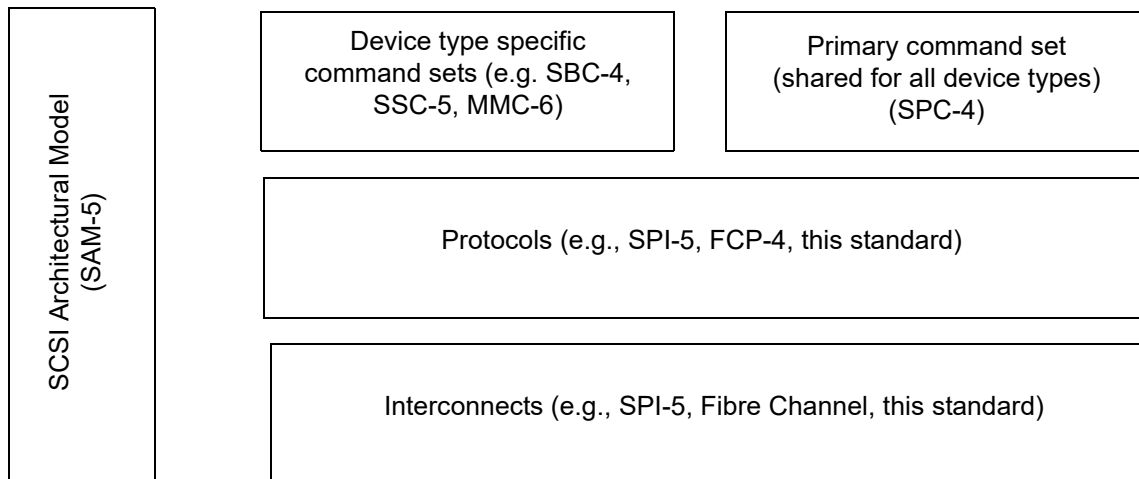 SCSI Architectural Model
(SAM-5)
Device type specific
command sets (e.g. SBC-4,
SSC-5, MMC-6)
Primary command set
(shared for all device types)
(SPC-4)
Protocols (e.g., SPI-5, FCP-4, this standard)
Interconnects (e.g., SPI-5, Fibre Channel, this standard)